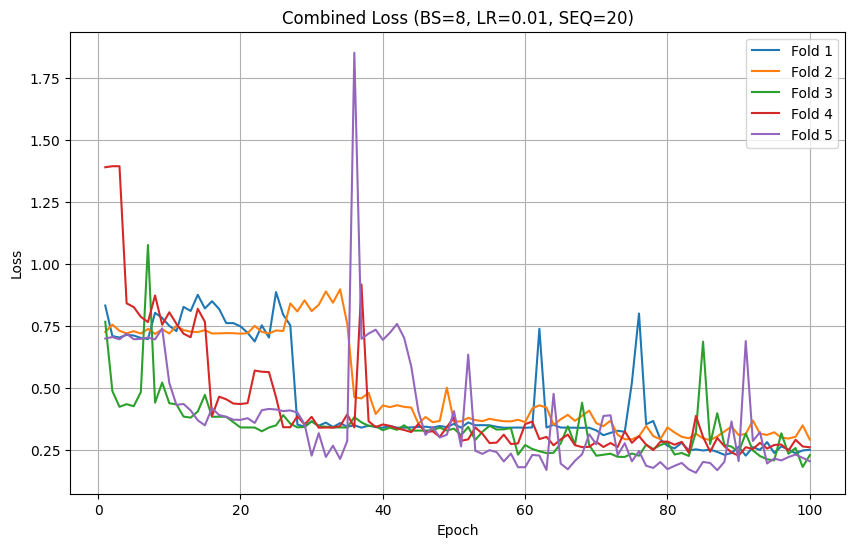 Combined Loss (BS=8, LR=0.01, SEQ=20)
Fold 1
Fold 2
Fold 3
Fold 4
Fold 5
1.75
1.50
1.25
1.00
0.75
0.50
0.25
Loss
0 20 40 60 80 100
Epoch